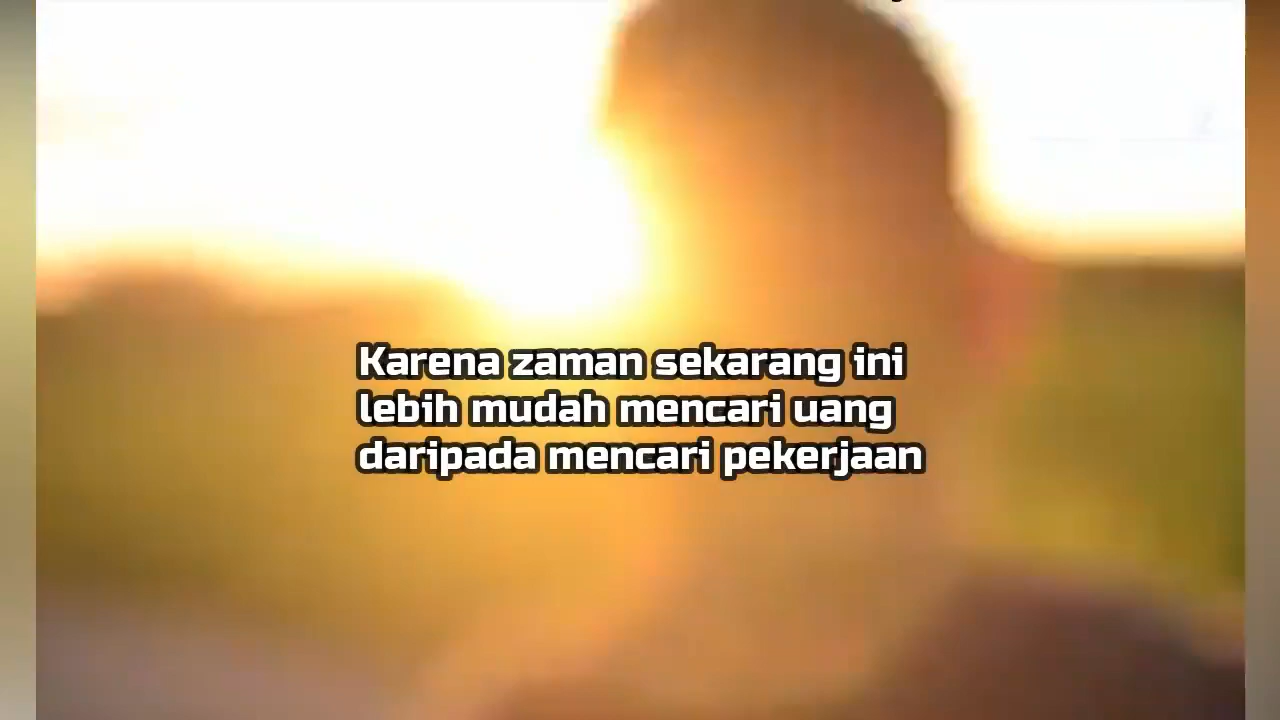 Karena zaman sekarang ini
lebih mudah mencari uang
daripada mencari pekerjaan